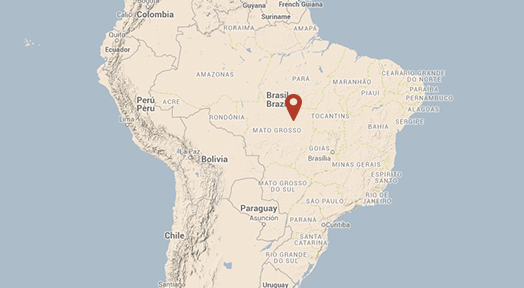 Guyana
French Guiana
Colombia
Suriname
Cali
Quito
RORAIMA
AMAPÁ
Ecuador
AMAZONAS
PARÁ
MARANHÃO
CEARÁ
RIO GRANDE
DO NORTE
PARAÍBA
PIAUÍ
PERNAMBUCO
ALAGOAS
SERGIPE
Brasil
Perú
Peru
ACRE
RONDÔNIA
MATO GROSSO
TOCANTINS
BAHIA
Lima
Bolivia
GOIÁS
Brasília
MINAS GERAIS
ESPÍRITO
SANTO
MATO GROSSO
DO SUL
SÃO PAULO
RIO DE
JANEIRO
Paraguay
Asunción
PARANÁ
Curitiba
SANTA
CATARINA
Chile
RIO GRANDE
DO SUL
Santiago
Uruguay